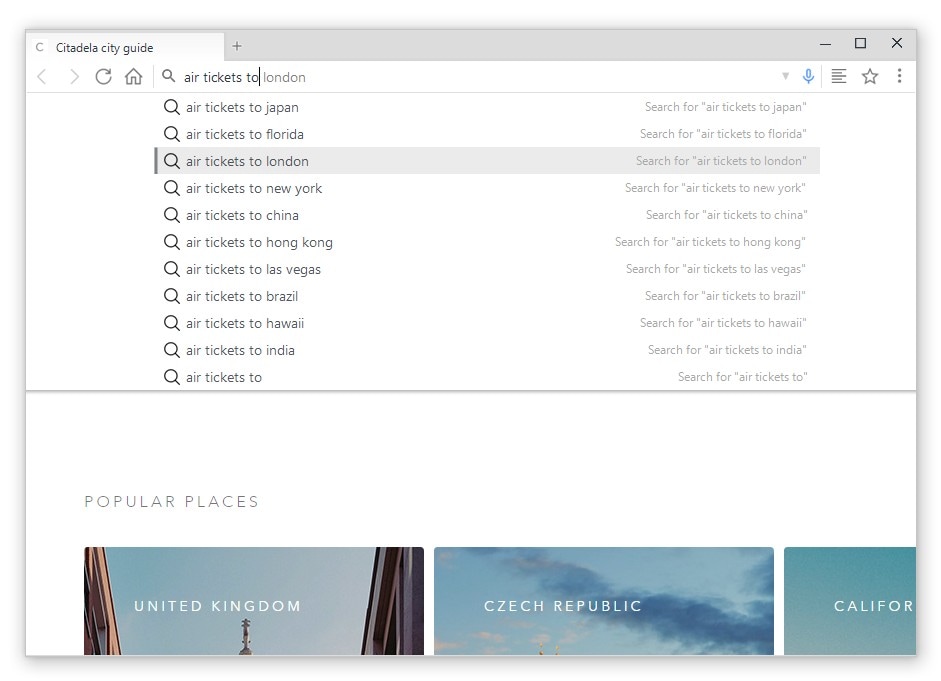 C Citadela city guide
air tickets to london
air tickets to japan Search for "air tickets to japan"
air tickets to florida Search for "air tickets to florida"
air tickets to london Search for "air tickets to london"
air tickets to new york Search for "air tickets to new york"
air tickets to china Search for "air tickets to china"
air tickets to hong kong Search for "air tickets to hong kong"
air tickets to las vegas Search for "air tickets to las vegas"
air tickets to brazil Search for "air tickets to brazil"
air tickets to hawaii Search for "air tickets to hawaii"
air tickets to india Search for "air tickets to india"
air tickets to Search for "air tickets to"
POPULAR PLACES
UNITED KINGDOM CZECH REPUBLIC CALIFOR